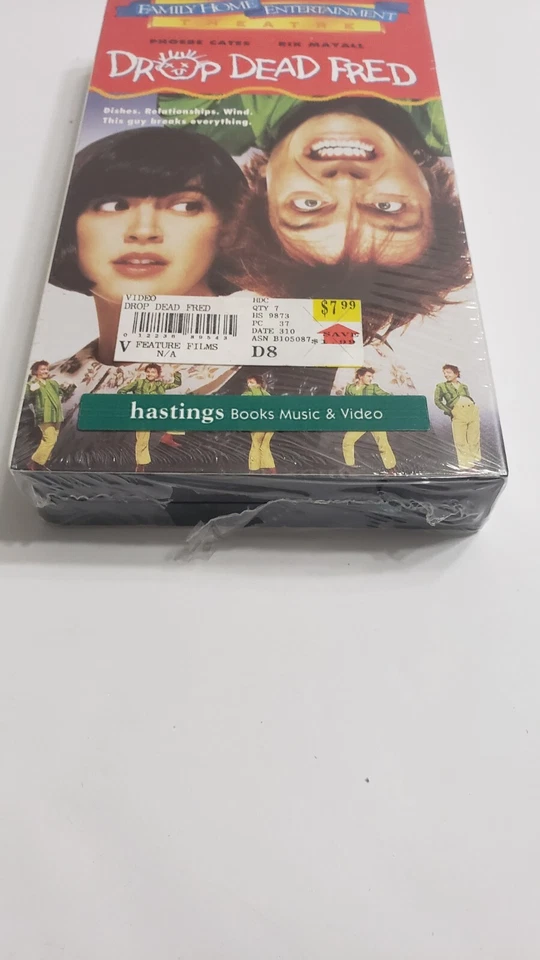 FAMILY HOME ENTERTAINMENT
THEATRE
PHOEBE CATES RIK MAYALL
DROP DEAD FRED
Dishes. Relationships. Wind.
This guy breaks everything.
VIDEO
DROP DEAD FRED
V FEATURE FILMS
N/A
HDC
QTY 7
HS 9873
PC 37
DATE 310
ASN B105087
D8
$7.99
SAVE
hastings Books Music & Video